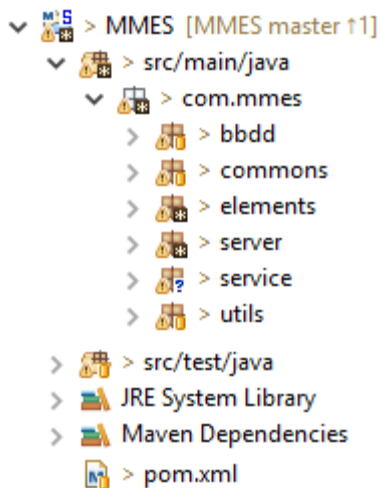 > MMES [MMES master ↑1]
> src/main/java
> com.mmes
> bbdd
> commons
> elements
> server
> service
> utils
> src/test/java
JRE System Library
Maven Dependencies
> pom.xml